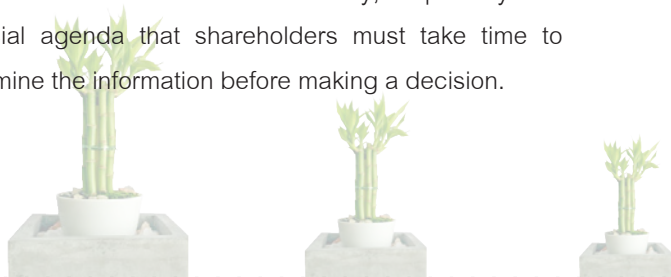 ial agenda that shareholders must take time to
mine the information before making a decision.